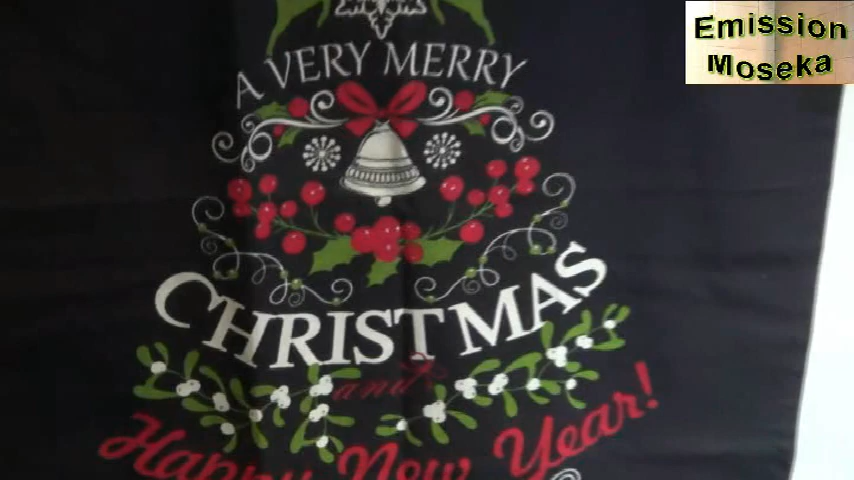 Emission
Moseka
A VERY MERRY
CHRISTMAS
and
Happy New Year!